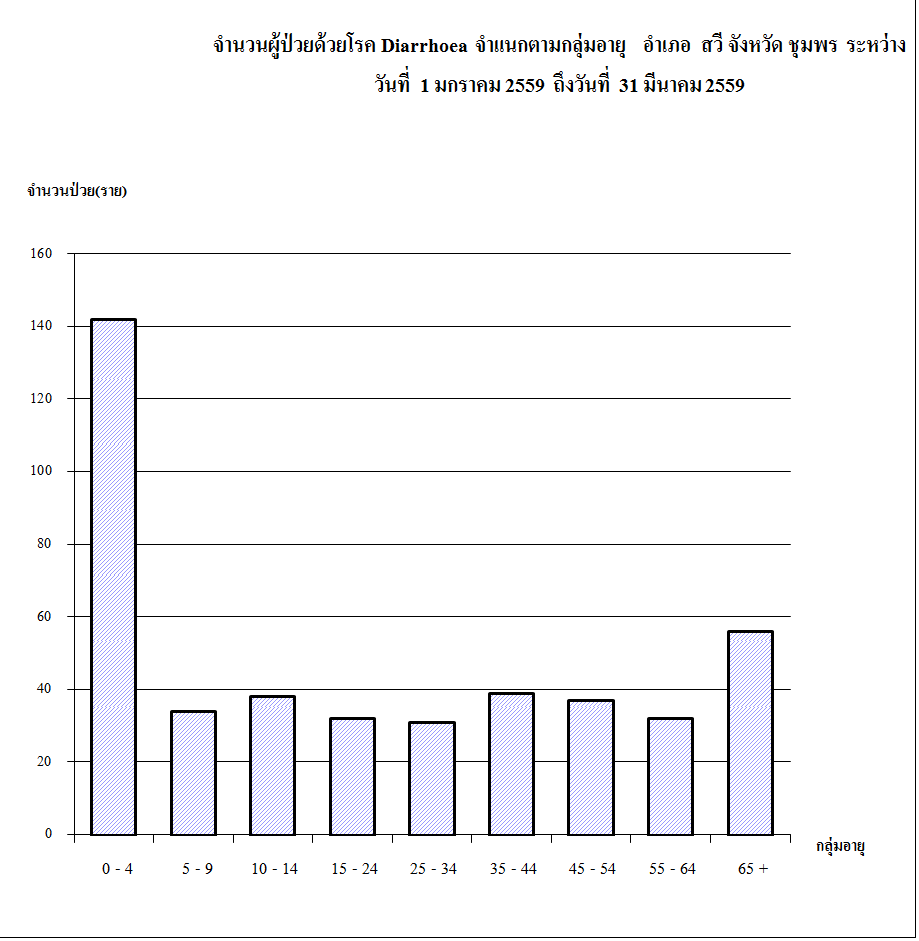 จำนวนผู้ป่วยด้วยโรค Diarrhoea จำแนกตามกลุ่มอายุ อำเภอ สวี จังหวัด ชุมพร ระหว่าง
วันที่ 1 มกราคม 2559 ถึงวันที่ 31 มีนาคม 2559
จำนวนป่วย(ราย)
160
140
120
100
80
60
40
20
0
กลุ่มอายุ
0 - 4 5 - 9 10 - 14 15 - 24 25 - 34 35 - 44 45 - 54 55 - 64 65 +